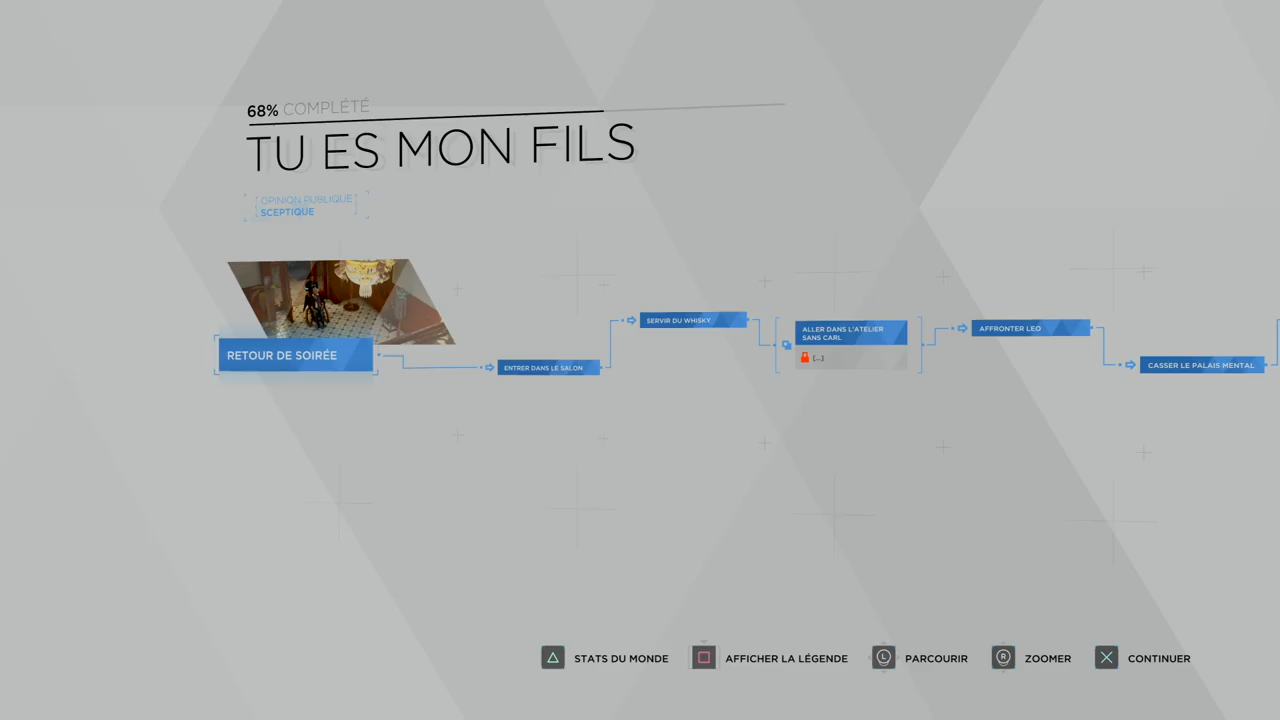 68% COMPLÉTÉ
TU ES MON FILS
OPINION PUBLIQUE
SCEPTIQUE
RETOUR DE SOIRÉE
ENTRER DANS LE SALON
SERVIR DU WHISKY
ALLER DANS L'ATELIER
SANS CARL
[...]
AFFRONTER LEO
CASSER LE PALAIS MENTAL
STATS DU MONDE
AFFICHER LA LÉGENDE
L
PARCOURIR
R
ZOOMER
CONTINUER